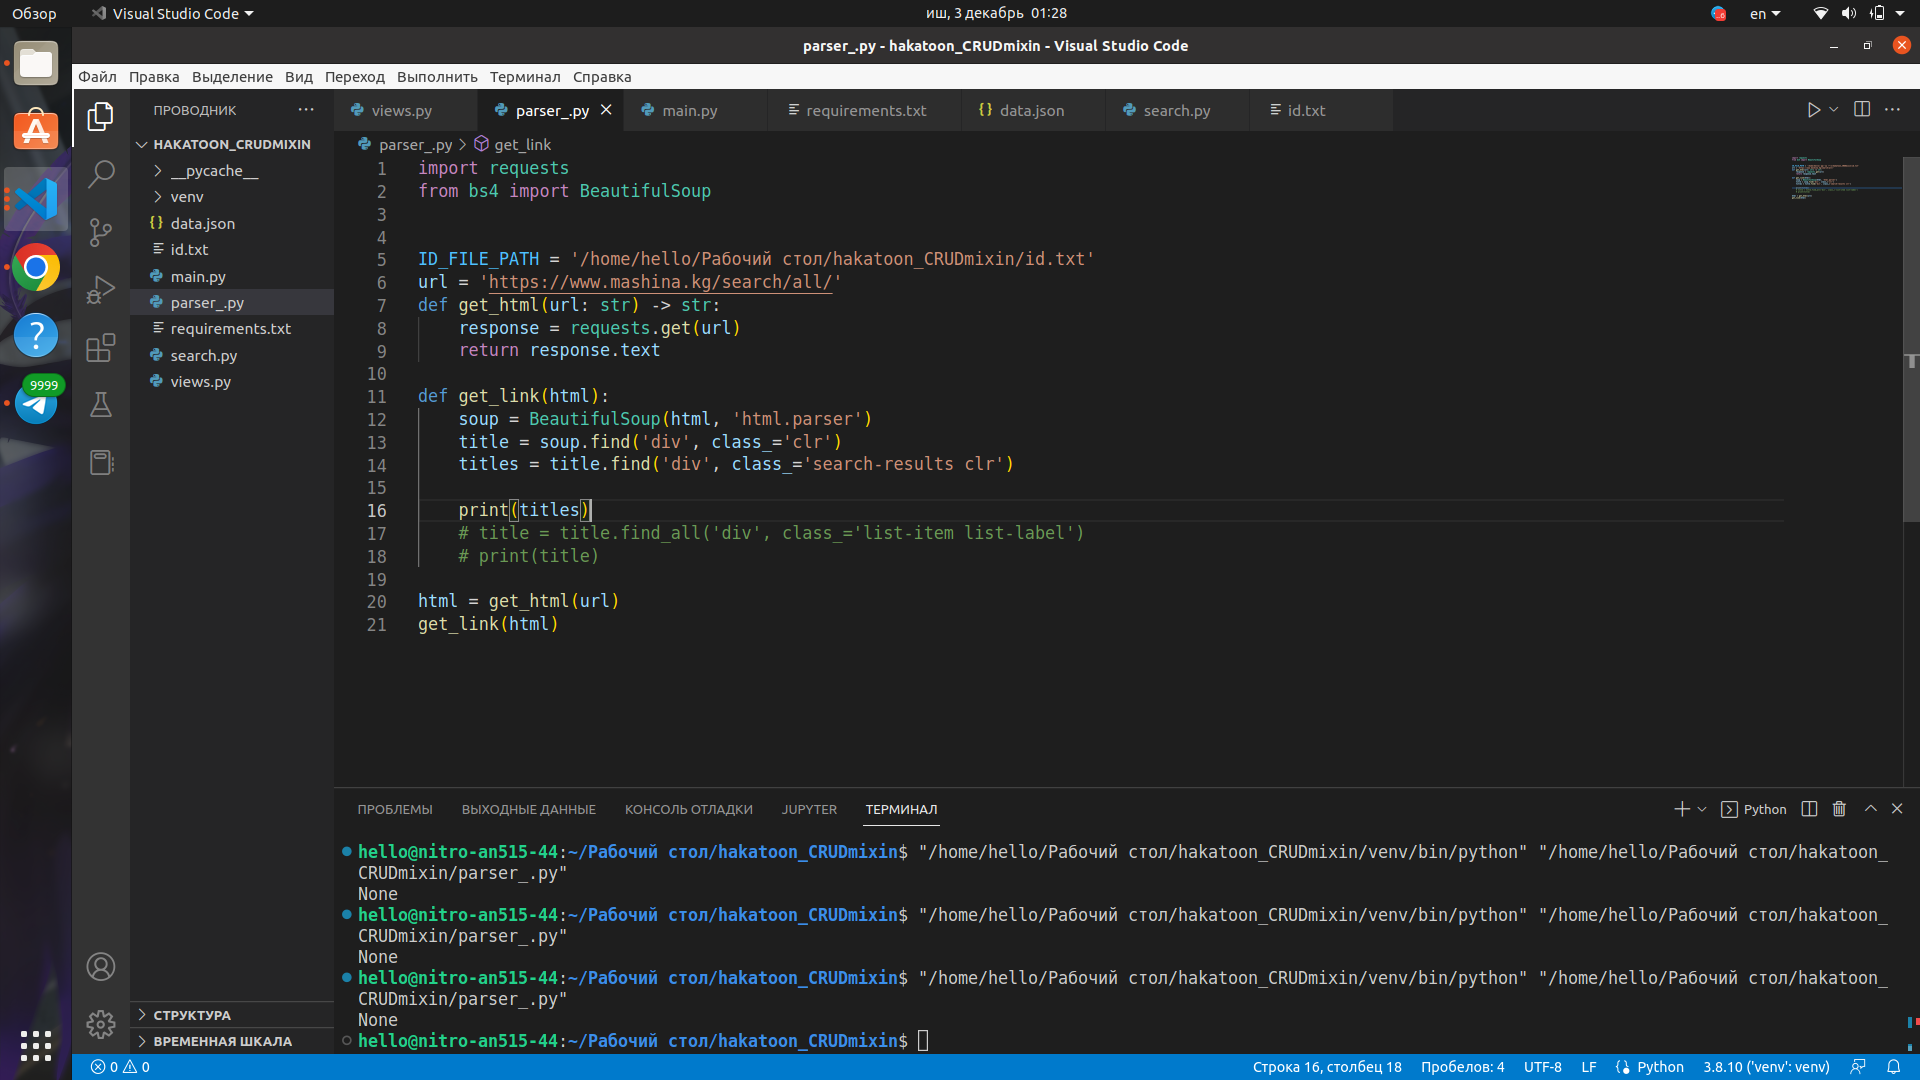 Обзор
Visual Studio Code
иш, 3 декабрь 01:28
en
parser_.py - hakatoon_CRUDmixin - Visual Studio Code
Файл Правка Выделение Вид Переход Выполнить Терминал Справка
ПРОВОДНИК
HAKATOON_CRUDMIXIN
__pycache__
venv
data.json
id.txt
main.py
parser_.py
requirements.txt
search.py
views.py
9999
СТРУКТУРА
ВРЕМЕННАЯ ШКАЛА
views.py parser_.py main.py requirements.txt data.json search.py id.txt
parser_.py > get_link
1 import requests
2 from bs4 import BeautifulSoup
3
4
5 ID_FILE_PATH = '/home/hello/Рабочий стол/hakatoon_CRUDmixin/id.txt'
6 url = 'https://www.mashina.kg/search/all/'
7 def get_html(url: str) -> str:
8     response = requests.get(url)
9     return response.text
10
11 def get_link(html):
12     soup = BeautifulSoup(html, 'html.parser')
13     title = soup.find('div', class_='clr')
14     titles = title.find('div', class_='search-results clr')
15
16     print(titles)
17     # title = title.find_all('div', class_='list-item list-label')
18     # print(title)
19
20 html = get_html(url)
21 get_link(html)
ПРОБЛЕМЫ ВЫХОДНЫЕ ДАННЫЕ КОНСОЛЬ ОТЛАДКИ JUPYTER ТЕРМИНАЛ
Python
hello@nitro-an515-44:~/Рабочий стол/hakatoon_CRUDmixin$ "/home/hello/Рабочий стол/hakatoon_CRUDmixin/venv/bin/python" "/home/hello/Рабочий стол/hakatoon_
CRUDmixin/parser_.py"
None
hello@nitro-an515-44:~/Рабочий стол/hakatoon_CRUDmixin$ "/home/hello/Рабочий стол/hakatoon_CRUDmixin/venv/bin/python" "/home/hello/Рабочий стол/hakatoon_
CRUDmixin/parser_.py"
None
hello@nitro-an515-44:~/Рабочий стол/hakatoon_CRUDmixin$ "/home/hello/Рабочий стол/hakatoon_CRUDmixin/venv/bin/python" "/home/hello/Рабочий стол/hakatoon_
CRUDmixin/parser_.py"
None
hello@nitro-an515-44:~/Рабочий стол/hakatoon_CRUDmixin$
0 0
Строка 16, столбец 18 Пробелов: 4 UTF-8 LF Python 3.8.10 ('venv': venv)